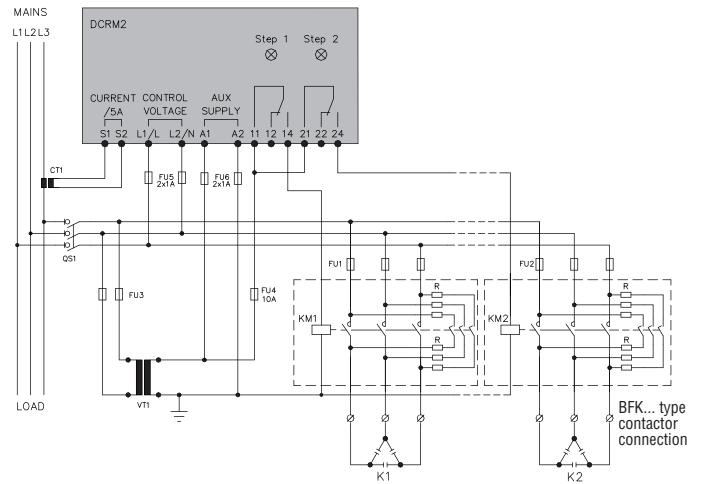 MAINS
L1 L2 L3
DCRM2
Step 1 Step 2
CURRENT
/5A
CONTROL
VOLTAGE
AUX
SUPPLY
S1 S2 L1/L L2/N A1 A2 11 12 14 21 22 24
CT1
FU5
2x1A
FU6
2x1A
QS1
FU1
FU2
FU3
FU4
10A
R
R
KM1
KM2
R
R
VT1
LOAD
BFK... type
contactor
connection
K1
K2